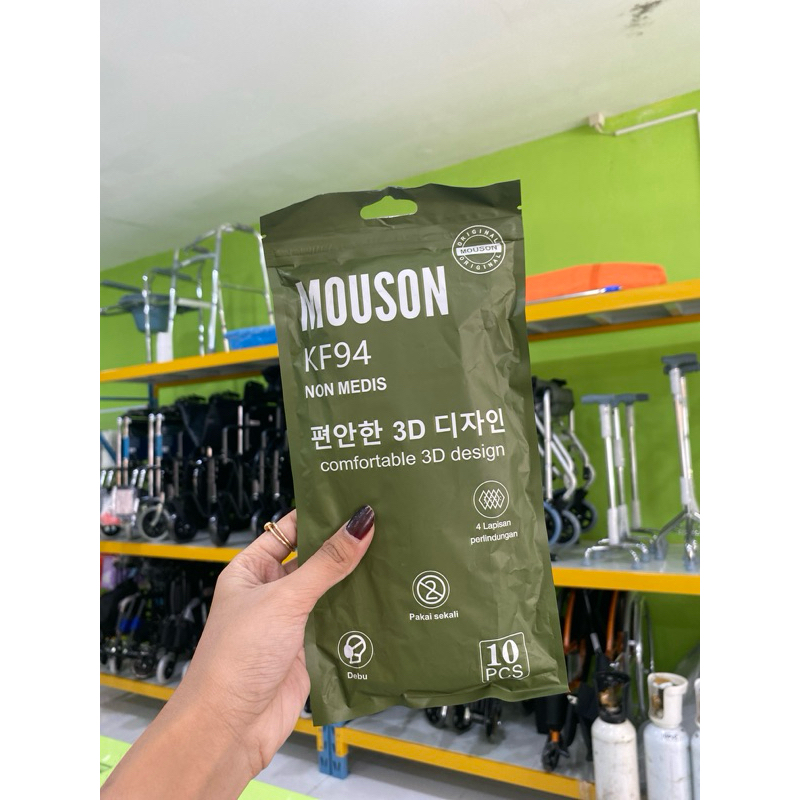 ORIGINAL
MOUSON
ORIGINAL
MOUSON
KF94
NON MEDIS
편안한 3D 디자인
comfortable 3D design
4 Lapisan
perlindungan
Pakai sekali
Debu
10
PCS